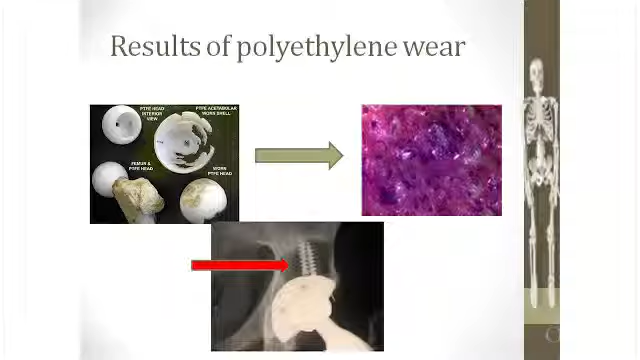 Results of polyethylene wear
PTFE HEAD
INTERIOR
VIEW
PTFE ACETABULAR
WORN SHELL
FEMUR &
PTFE HEAD
WORN
PTFE HEAD